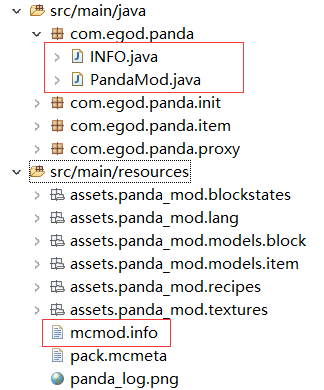 src/main/java
com.egod.panda
INFO.java
PandaMod.java
com.egod.panda.init
com.egod.panda.item
com.egod.panda.proxy
src/main/resources
assets.panda_mod.blockstates
assets.panda_mod.lang
assets.panda_mod.models.block
assets.panda_mod.models.item
assets.panda_mod.recipes
assets.panda_mod.textures
mcmod.info
pack.mcmeta
panda_log.png